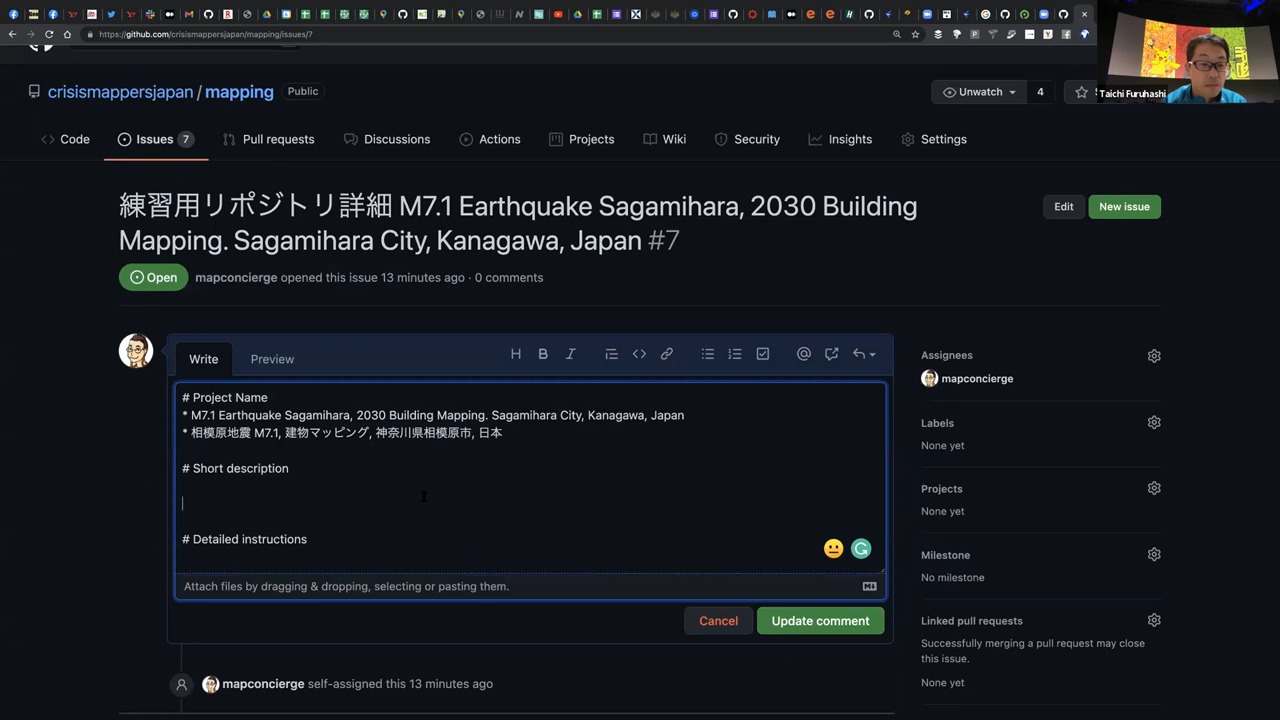 https://github.com/crisismappersjapan/mapping/issues/7
Taichi Furuhashi
crisismappersjapan / mapping Public
Unwatch 4
Code Issues 7 Pull requests Discussions Actions Projects Wiki Security Insights Settings
練習用リポジトリ詳細 M7.1 Earthquake Sagamihara, 2030 Building
Mapping. Sagamihara City, Kanagawa, Japan #7
Edit New issue
Open mapconcierge opened this issue 13 minutes ago · 0 comments
Write Preview
# Project Name
* M7.1 Earthquake Sagamihara, 2030 Building Mapping. Sagamihara City, Kanagawa, Japan
* 相模原地震 M7.1, 建物マッピング, 神奈川県相模原市, 日本
# Short description
# Detailed instructions
Attach files by dragging & dropping, selecting or pasting them.
Cancel Update comment
mapconcierge self-assigned this 13 minutes ago
Assignees
mapconcierge
Labels
None yet
Projects
None yet
Milestone
No milestone
Linked pull requests
Successfully merging a pull request may close
this issue.
None yet